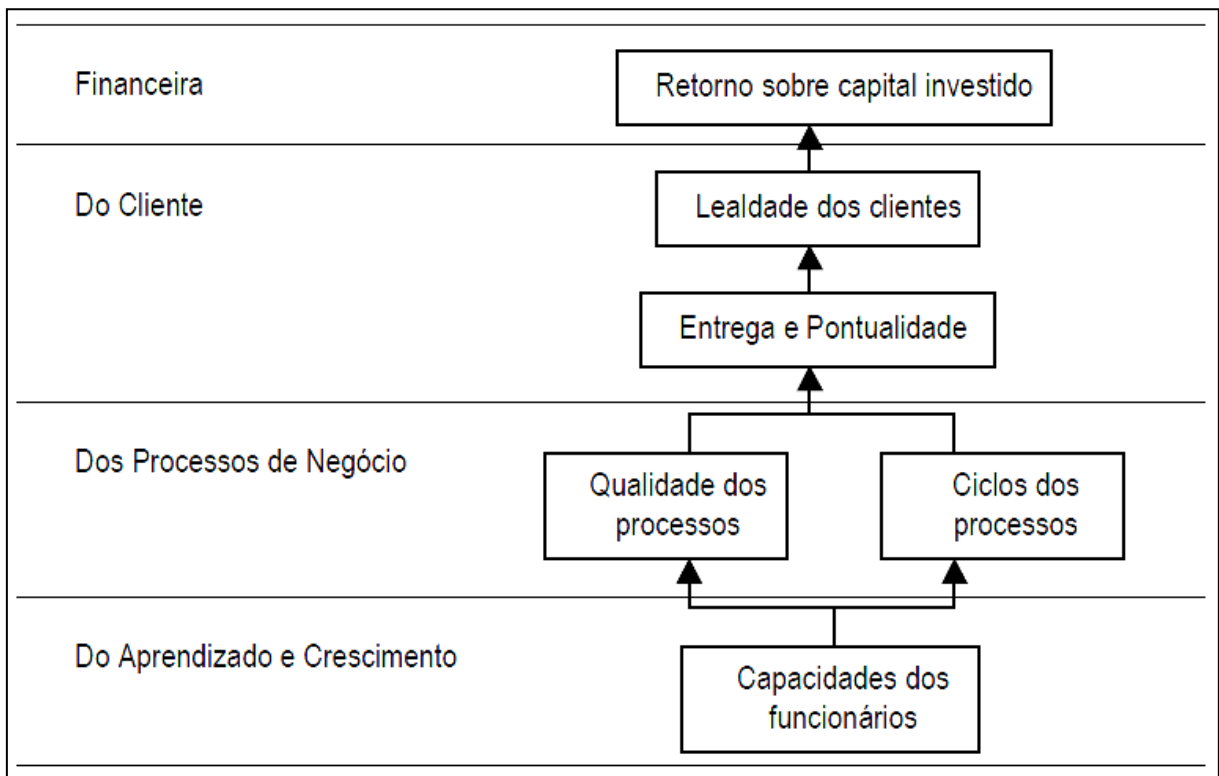 Financeira
Retorno sobre capital investido
Do Cliente
Lealdade dos clientes
Entrega e Pontualidade
Dos Processos de Negócio
Qualidade dos
processos
Ciclos dos
processos
Do Aprendizado e Crescimento
Capacidades dos
funcionários